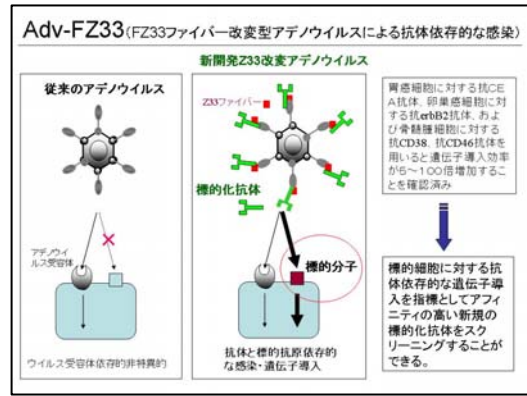 Adv-FZ33(FZ33ファイバー改変型アデノウイルスによる抗体依存的な感染)
新開発Z33改変アデノウイルス
従来のアデノウイルス
Z33ファイバー
標的化抗体
アデノウイ
ルス受容体
標的分子
ウイルス受容体依存的非特異的
抗体と標的抗原依存的
な感染・遺伝子導入
胃癌細胞に対する抗CE
A抗体、卵巣癌細胞に対
する抗erbB2抗体、およ
び骨髄腫細胞に対する
抗CD38、抗CD46抗体を
用いると遺伝子導入効率
が5～100倍増加するこ
とを確認済み
標的細胞に対する抗
体依存的な遺伝子導
入を指標としてアフィ
ニティの高い新規の
標的化抗体をスク
リーニングすることが
できる。